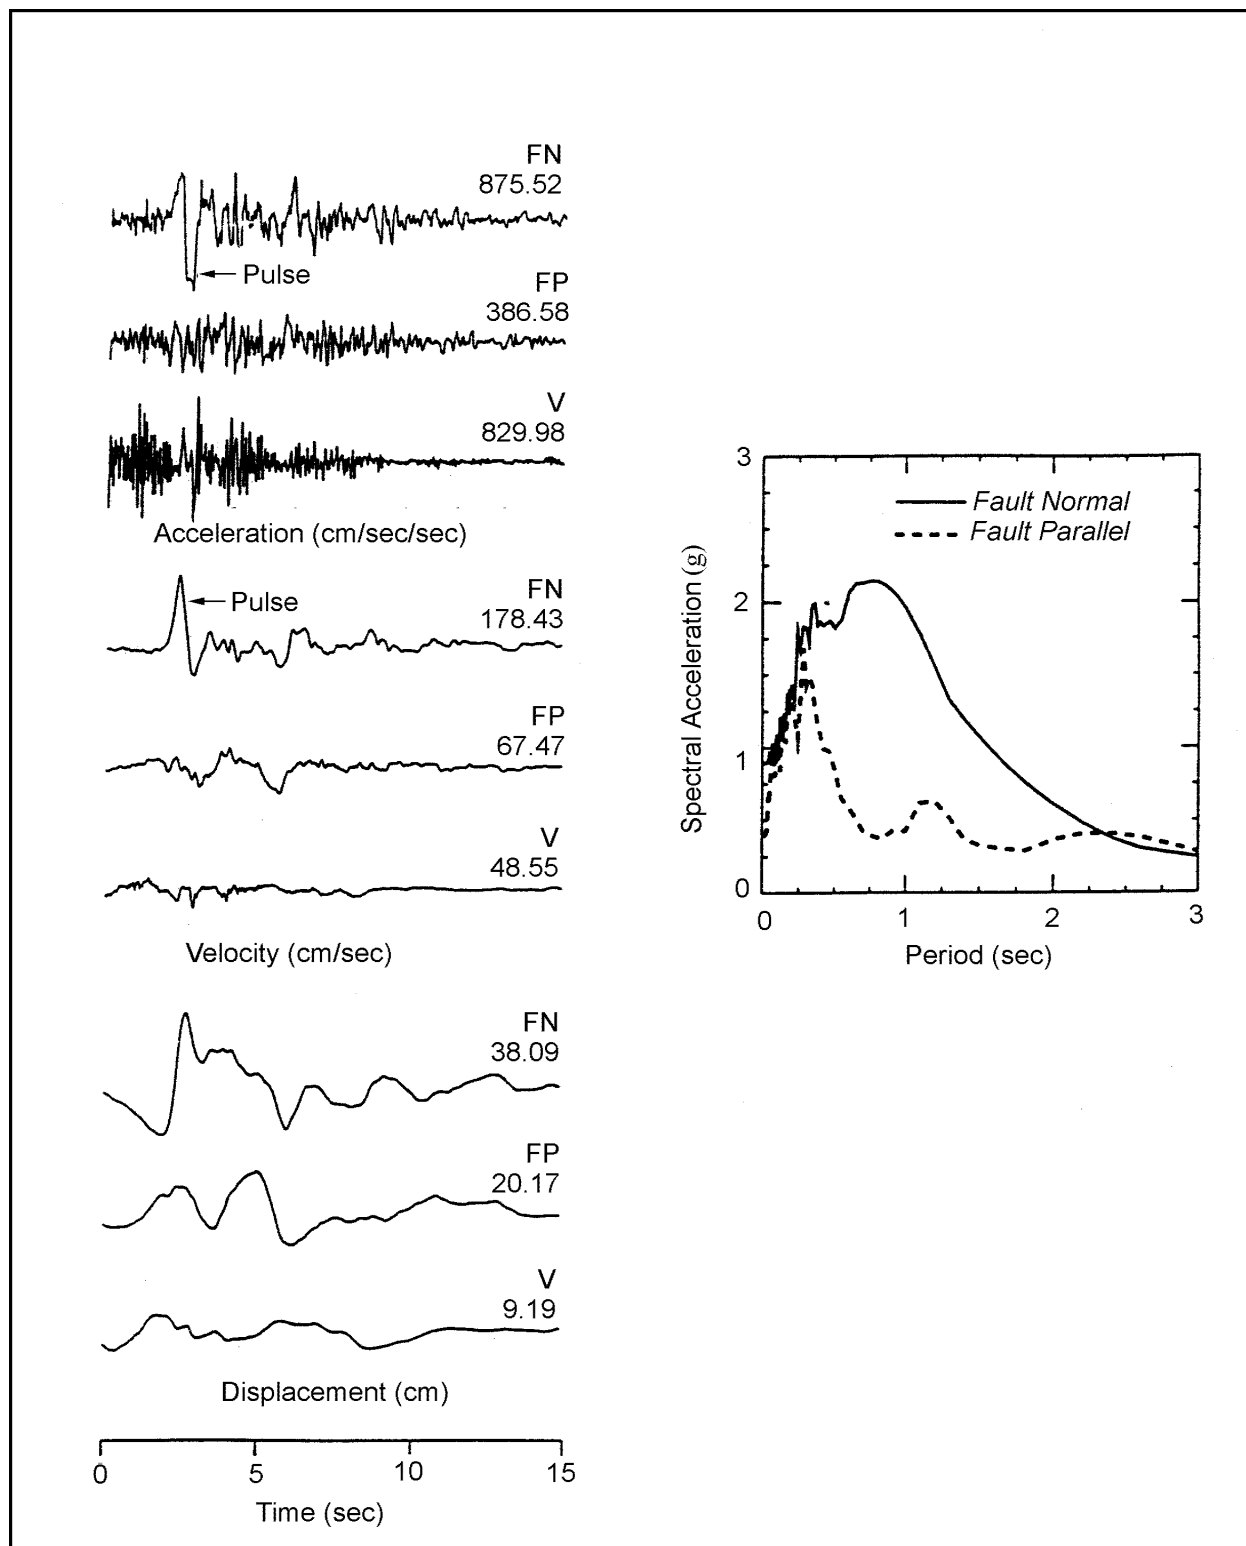 FN
875.52
Pulse
FP
386.58
V
829.98
Acceleration (cm/sec/sec)
FN
Pulse
178.43
FP
67.47
V
48.55
Velocity (cm/sec)
FN
38.09
FP
20.17
V
9.19
Displacement (cm)
0 5 10 15
Time (sec)
3
Fault Normal
Fault Parallel
2
1
0
Spectral Acceleration (g)
0 1 2 3
Period (sec)